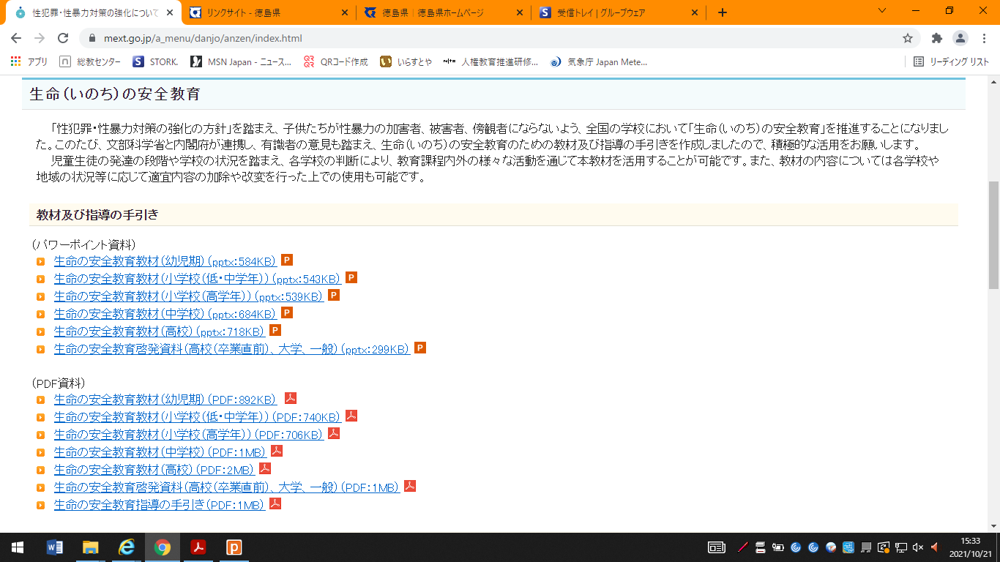 性犯罪・性暴力対策の強化について
リンクサイト - 徳島県
徳島県 | 徳島県ホームページ
受信トレイ | グループウェア
mext.go.jp/a_menu/danjo/anzen/index.html
アプリ
総教センター
STORK.
MSN Japan - ニュース...
QRコード作成
いらすとや
人権教育推進研修...
気象庁 Japan Mete...
リーディング リスト
生命（いのち）の安全教育
「性犯罪・性暴力対策の強化の方針」を踏まえ、子供たちが性暴力の加害者、被害者、傍観者にならないよう、全国の学校において「生命（いのち）の安全教育」を推進することになりまし
た。このたび、文部科学省と内閣府が連携し、有識者の意見も踏まえ、生命（いのち）の安全教育のための教材及び指導の手引きを作成しましたので、積極的な活用をお願いします。
児童生徒の発達の段階や学校の状況を踏まえ、各学校の判断により、教育課程内外の様々な活動を通じて本教材を活用することが可能です。また、教材の内容については各学校や
地域の状況等に応じて適宜内容の加除や改変を行った上での使用も可能です。
教材及び指導の手引き
（パワーポイント資料）
生命の安全教育教材（幼児期） （pptx：584KB）
生命の安全教育教材（小学校（低・中学年）） （pptx：543KB）
生命の安全教育教材（小学校（高学年）） （pptx：539KB）
生命の安全教育教材（中学校） （pptx：684KB）
生命の安全教育教材（高校） （pptx：718KB）
生命の安全教育啓発資料（高校（卒業直前）、大学、一般） （pptx：299KB）
（PDF資料）
生命の安全教育教材（幼児期） （PDF：892KB）
生命の安全教育教材（小学校（低・中学年）） （PDF：740KB）
生命の安全教育教材（小学校（高学年）） （PDF：706KB）
生命の安全教育教材（中学校） （PDF：1MB）
生命の安全教育教材（高校） （PDF：2MB）
生命の安全教育啓発資料（高校（卒業直前）、大学、一般） （PDF：1MB）
生命の安全教育指導の手引き（PDF：1MB）
15:33
2021/10/21